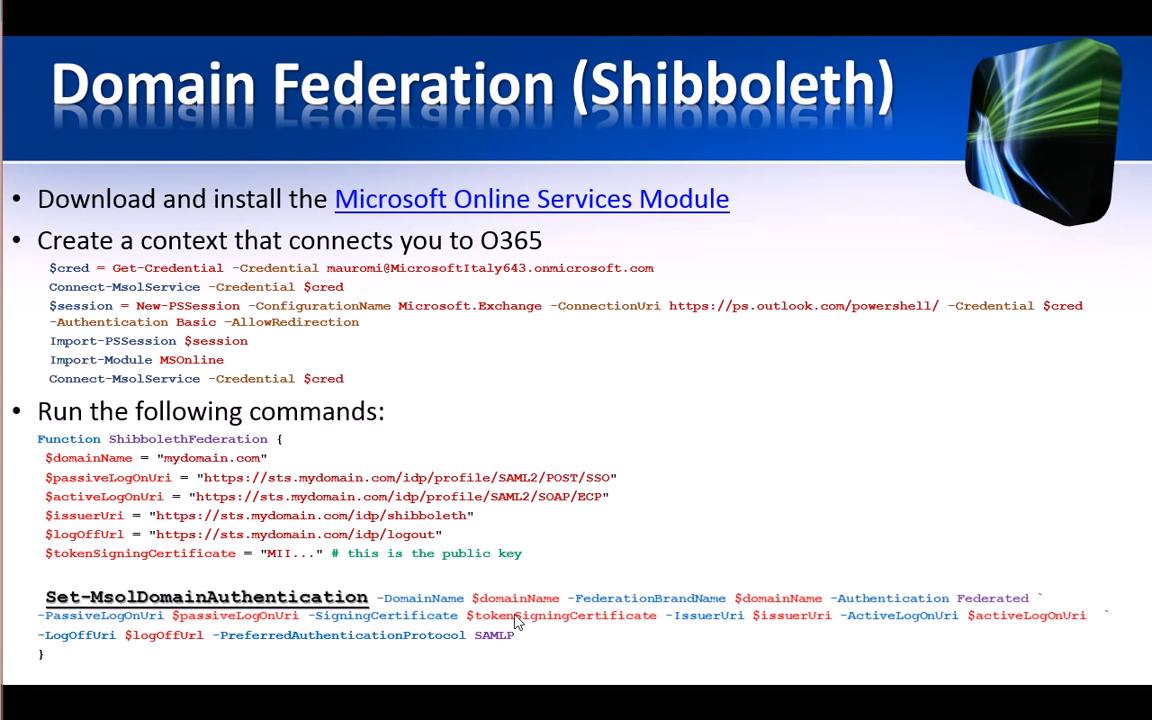 Domain Federation (Shibboleth)
• Download and install the Microsoft Online Services Module
• Create a context that connects you to O365
$cred = Get-Credential -Credential mauromi@MicrosoftItaly643.onmicrosoft.com
Connect-MsolService -Credential $cred
$session = New-PSSession -ConfigurationName Microsoft.Exchange -ConnectionUri https://ps.outlook.com/powershell/ -Credential $cred
-Authentication Basic -AllowRedirection
Import-PSSession $session
Import-Module MSOnline
Connect-MsolService -Credential $cred
• Run the following commands:
Function ShibbolethFederation {
$domainName = "mydomain.com"
$passiveLogOnUri = "https://sts.mydomain.com/idp/profile/SAML2/POST/SSO"
$activeLogOnUri = "https://sts.mydomain.com/idp/profile/SAML2/SOAP/ECP"
$issuerUri = "https://sts.mydomain.com/idp/shibboleth"
$logOffUrl = "https://sts.mydomain.com/idp/logout"
$tokenSigningCertificate = "MII..." # this is the public key
Set-MsolDomainAuthentication -DomainName $domainName -FederationBrandName $domainName -Authentication Federated `
-PassiveLogOnUri $passiveLogOnUri -SigningCertificate $tokenSigningCertificate -IssuerUri $issuerUri -ActiveLogOnUri $activeLogOnUri `
-LogOffUri $logOffUrl -PreferredAuthenticationProtocol SAMLP
}